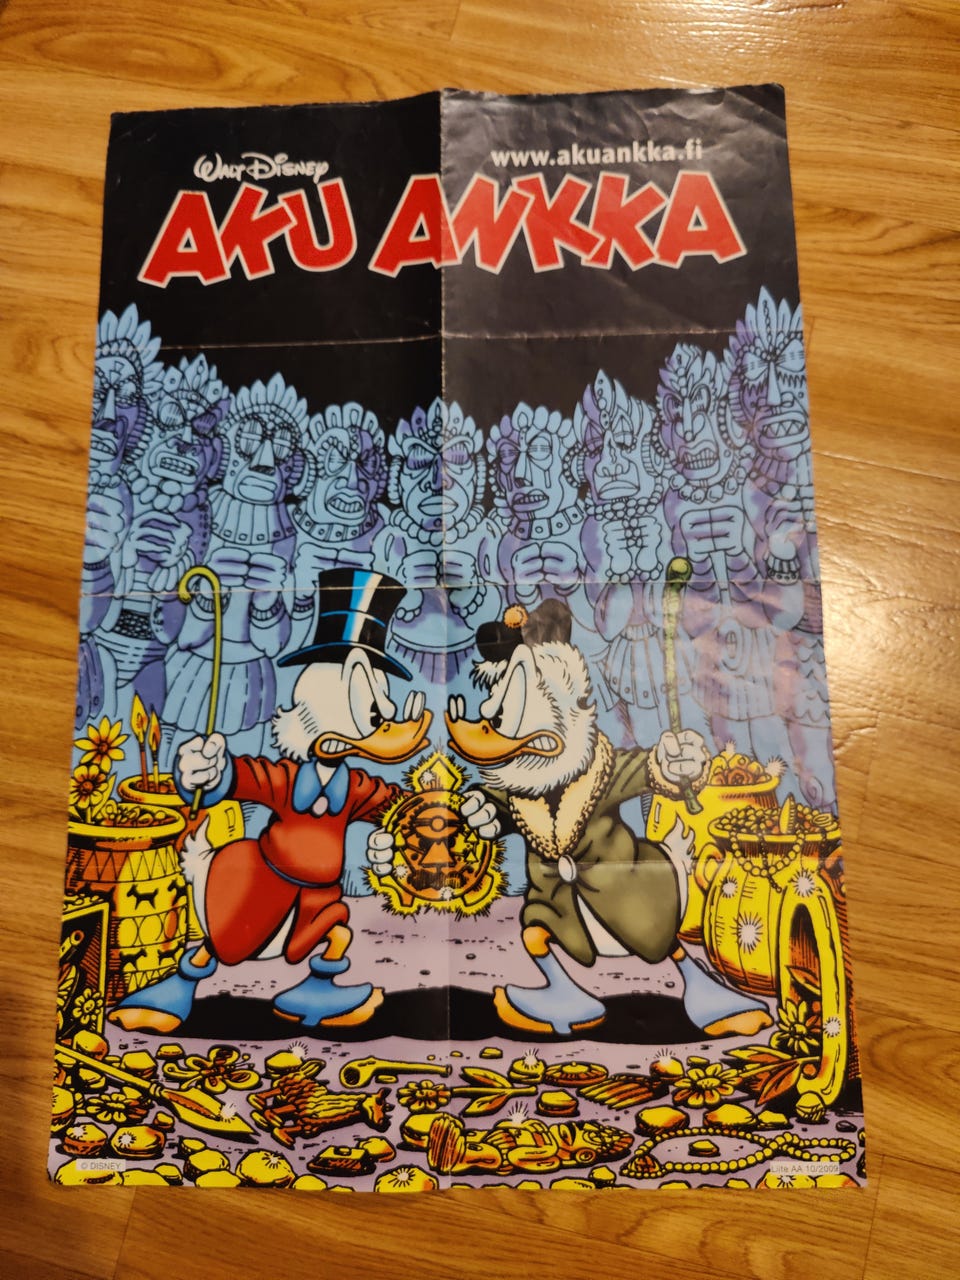 www.akuankka.fi
WALT DISNEY
AKU ANKKA
© DISNEY
Liite AA 10/2009